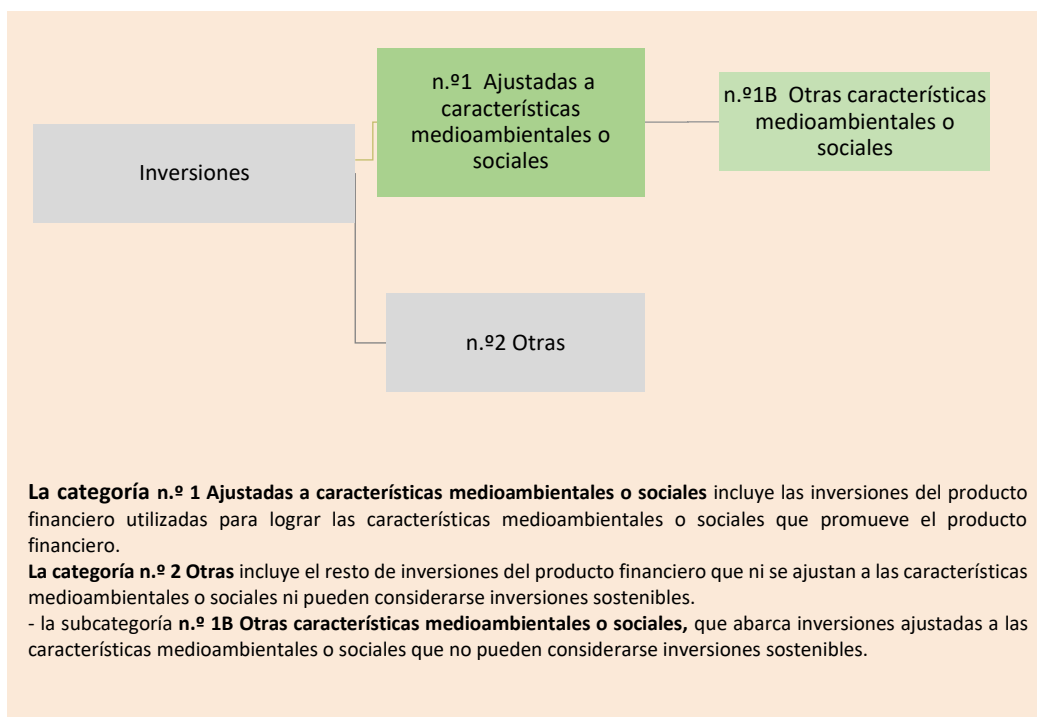 n.º1 Ajustadas a
características
medioambientales o
sociales
n.º1B Otras características
medioambientales o
sociales
Inversiones
n.º2 Otras
La categoría n.º 1 Ajustadas a características medioambientales o sociales incluye las inversiones del producto
financiero utilizadas para lograr las características medioambientales o sociales que promueve el producto
financiero.
La categoría n.º 2 Otras incluye el resto de inversiones del producto financiero que ni se ajustan a las características
medioambientales o sociales ni pueden considerarse inversiones sostenibles.
- la subcategoría n.º 1B Otras características medioambientales o sociales, que abarca inversiones ajustadas a las
características medioambientales o sociales que no pueden considerarse inversiones sostenibles.